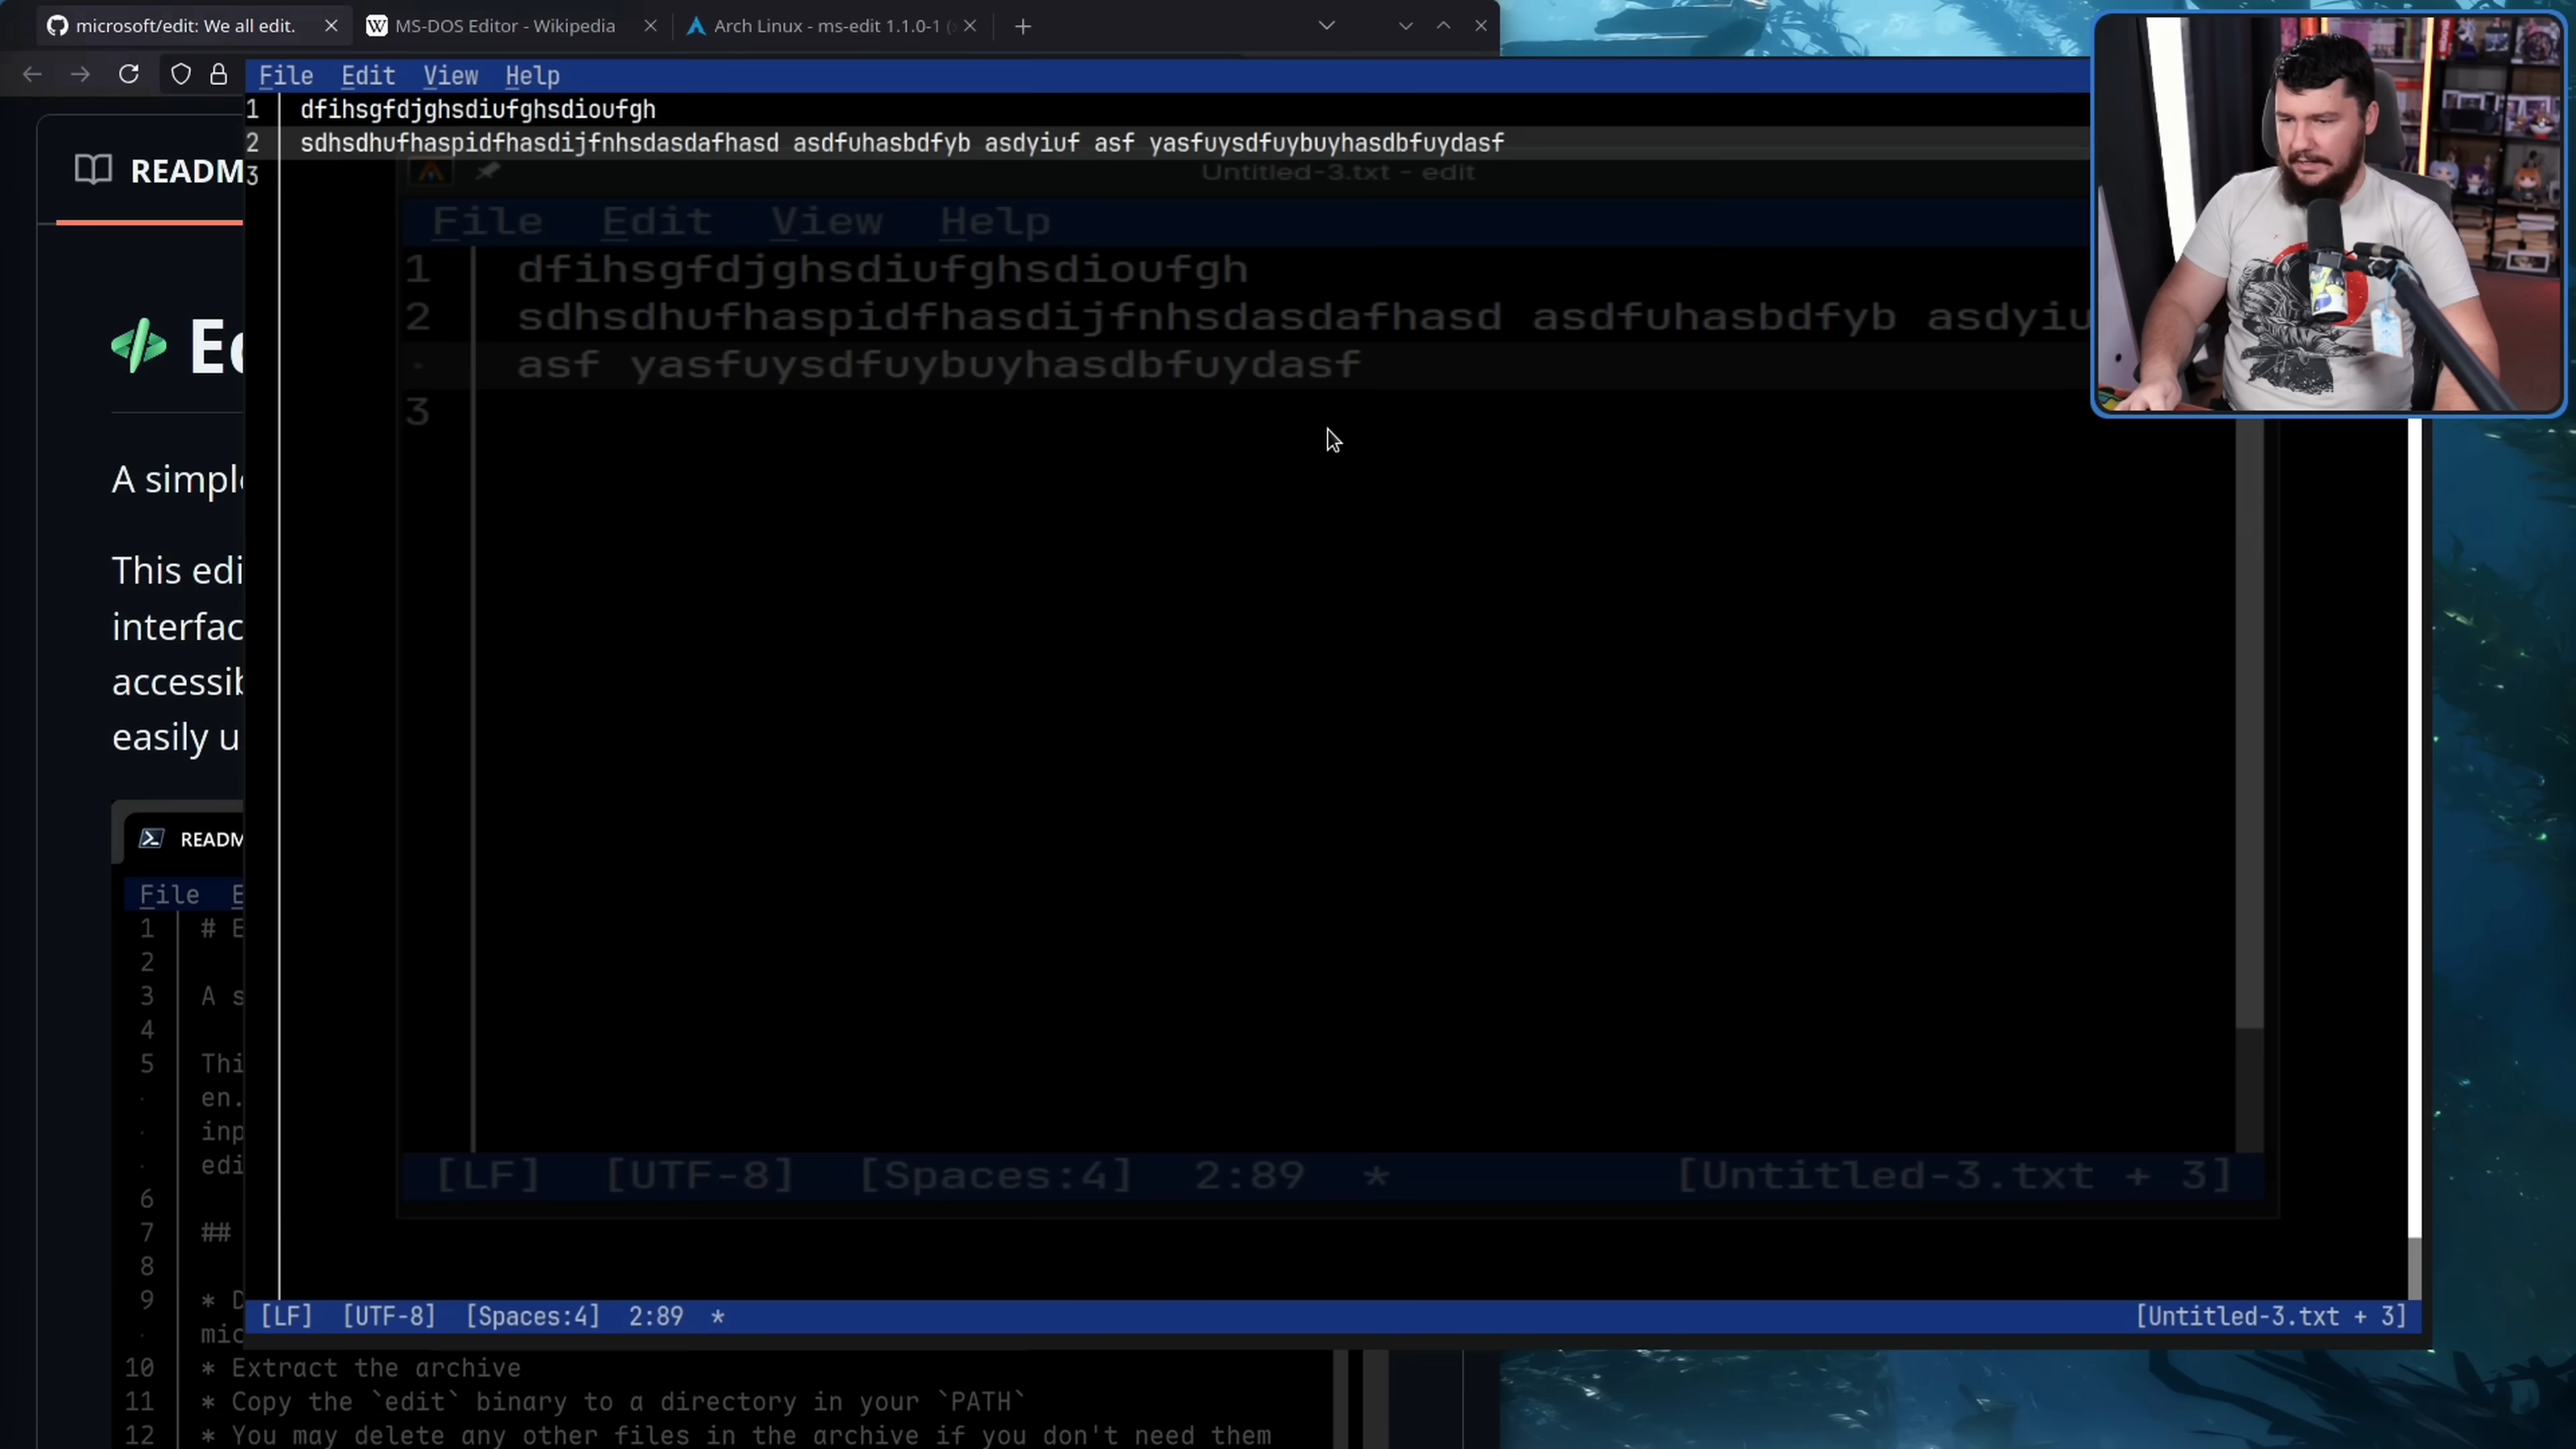 microsoft/edit: We all edit.
MS-DOS Editor - Wikipedia
Arch Linux - ms-edit 1.1.0-1 (
File Edit View Help
1 dfihsgfdjghsdiufghsdioufgh
2 sdhsdhufhaspidfhasdijfnhsdasdafhasd asdfuhasbdfyb asdyiuf asf yasfuysdfuybuyhasdbfuydasf
3
READM
Untitled-3.txt - edit
File Edit View Help
1 dfihsgfdjghsdiufghsdioufgh
2 sdhsdhufhaspidfhasdijfnhsdasdafhasd asdfuhasbdfyb asdyiu
· asf yasfuysdfuybuyhasdbfuydasf
3
Ed
A simple
This edi
interfac
accessib
easily u
READM
File E
1 # E
2
3 A s
4
5 Thi
· en.
· inp
· edi
6
7 ##
8
9 * D
· mic
10 * Extract the archive
11 * Copy the `edit` binary to a directory in your `PATH`
12 * You may delete any other files in the archive if you don't need them
[LF] [UTF-8] [Spaces:4] 2:89 * [Untitled-3.txt + 3]
[LF] [UTF-8] [Spaces:4] 2:89 * [Untitled-3.txt + 3]